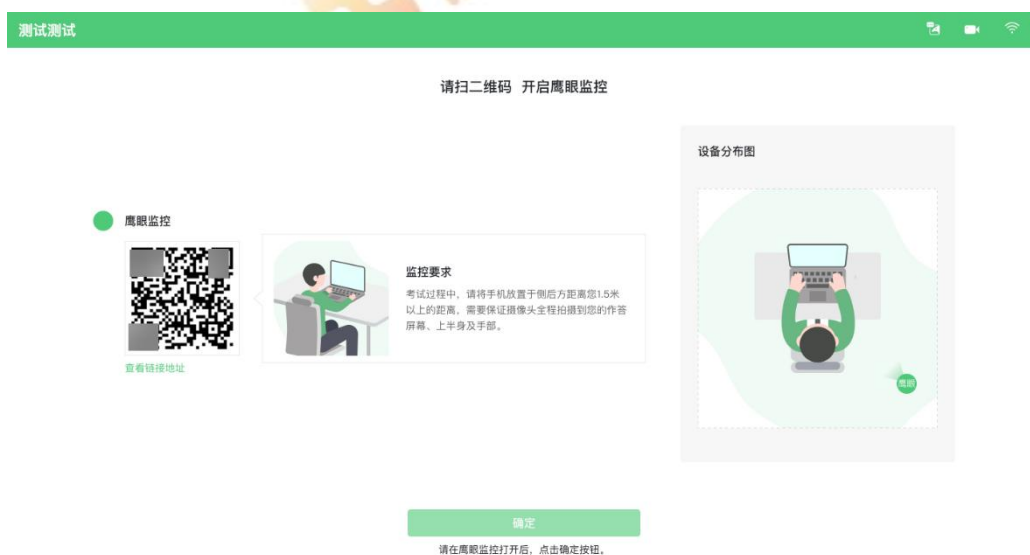 测试测试
请扫二维码 开启鹰眼监控
设备分布图
鹰眼监控
监控要求
考试过程中，请将手机放置于侧后方距离您1.5米
以上的距离，需要保证摄像头全程拍摄到您的作答
屏幕、上半身及手部。
查看链接地址
鹰眼
确定
请在鹰眼监控打开后，点击确定按钮。